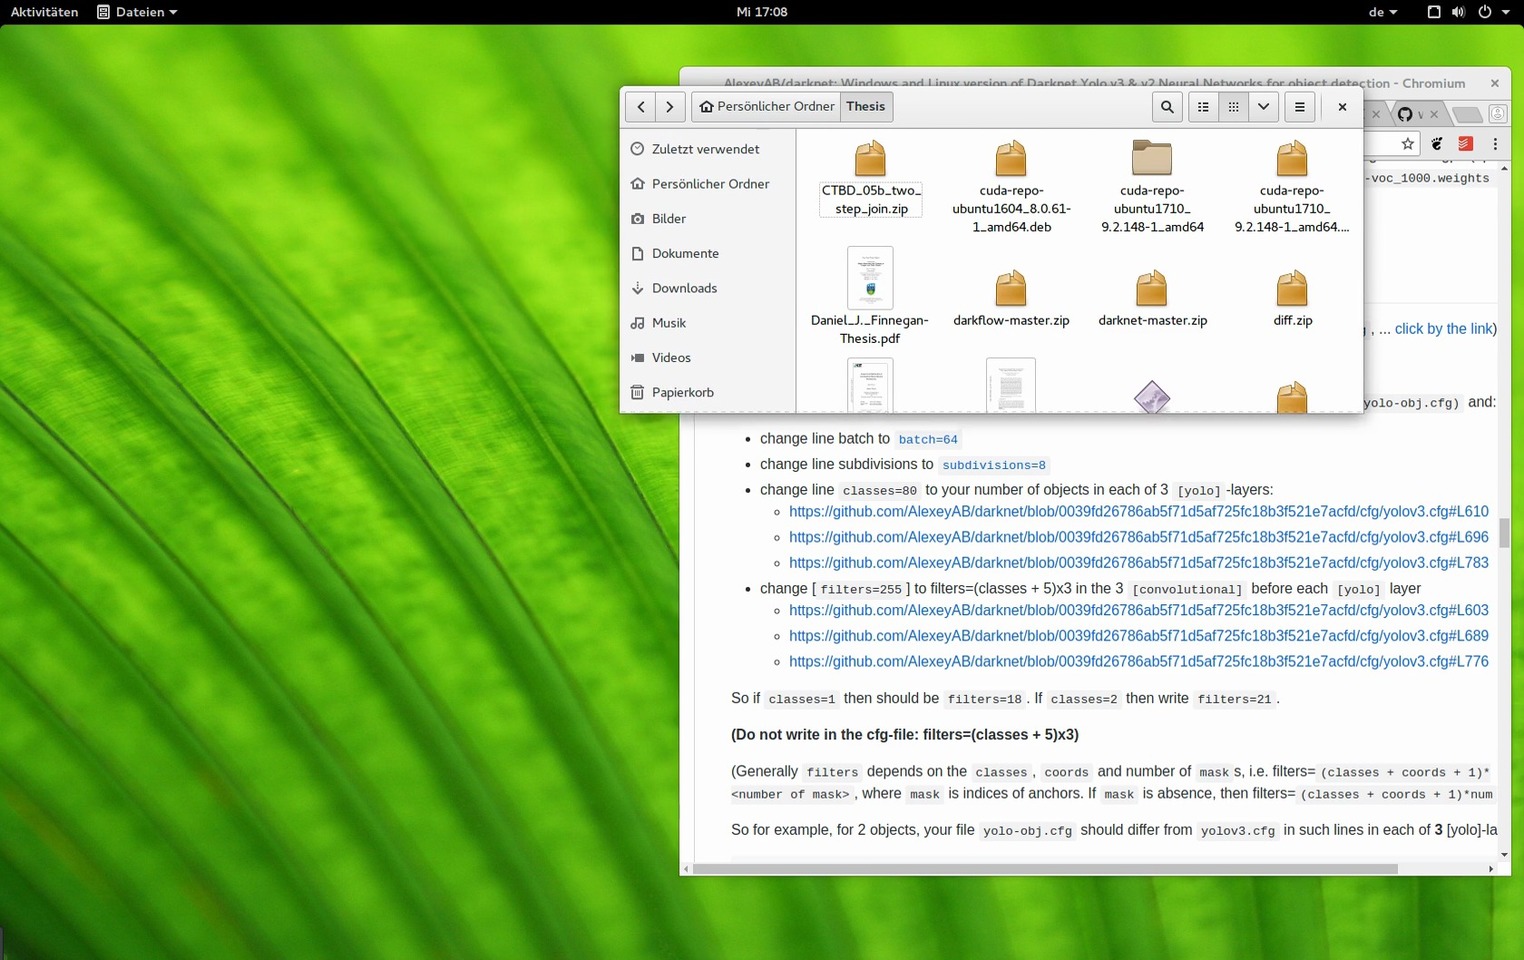 Aktivitäten Dateien Mi 17:08 de
AlexeyAB/darknet: Windows and Linux version of Darknet Yolo v3 & v2 Neural Networks for object detection - Chromium
Persönlicher Ordner Thesis
Zuletzt verwendet
Persönlicher Ordner
Bilder
Dokumente
Downloads
Musik
Videos
Papierkorb
CTBD_05b_two_
step_join.zip
cuda-repo-
ubuntu1604_8.0.61-
1_amd64.deb
cuda-repo-
ubuntu1710_
9.2.148-1_amd64
cuda-repo-
ubuntu1710_
9.2.148-1_amd64....
Daniel_J._Finnegan-
Thesis.pdf
darkflow-master.zip
darknet-master.zip
diff.zip
-voc_1000.weights
, ... click by the link)
yolo-obj.cfg) and:
• change line batch to batch=64
• change line subdivisions to subdivisions=8
• change line classes=80 to your number of objects in each of 3 [yolo] -layers:
◦ https://github.com/AlexeyAB/darknet/blob/0039fd26786ab5f71d5af725fc18b3f521e7acfd/cfg/yolov3.cfg#L610
◦ https://github.com/AlexeyAB/darknet/blob/0039fd26786ab5f71d5af725fc18b3f521e7acfd/cfg/yolov3.cfg#L696
◦ https://github.com/AlexeyAB/darknet/blob/0039fd26786ab5f71d5af725fc18b3f521e7acfd/cfg/yolov3.cfg#L783
• change [ filters=255 ] to filters=(classes + 5)x3 in the 3 [convolutional] before each [yolo] layer
◦ https://github.com/AlexeyAB/darknet/blob/0039fd26786ab5f71d5af725fc18b3f521e7acfd/cfg/yolov3.cfg#L603
◦ https://github.com/AlexeyAB/darknet/blob/0039fd26786ab5f71d5af725fc18b3f521e7acfd/cfg/yolov3.cfg#L689
◦ https://github.com/AlexeyAB/darknet/blob/0039fd26786ab5f71d5af725fc18b3f521e7acfd/cfg/yolov3.cfg#L776
So if classes=1 then should be filters=18 . If classes=2 then write filters=21 .
(Do not write in the cfg-file: filters=(classes + 5)x3)
(Generally filters depends on the classes , coords and number of mask s, i.e. filters= (classes + coords + 1)*
<number of mask> , where mask is indices of anchors. If mask is absence, then filters= (classes + coords + 1)*num
So for example, for 2 objects, your file yolo-obj.cfg should differ from yolov3.cfg in such lines in each of 3 [yolo]-la